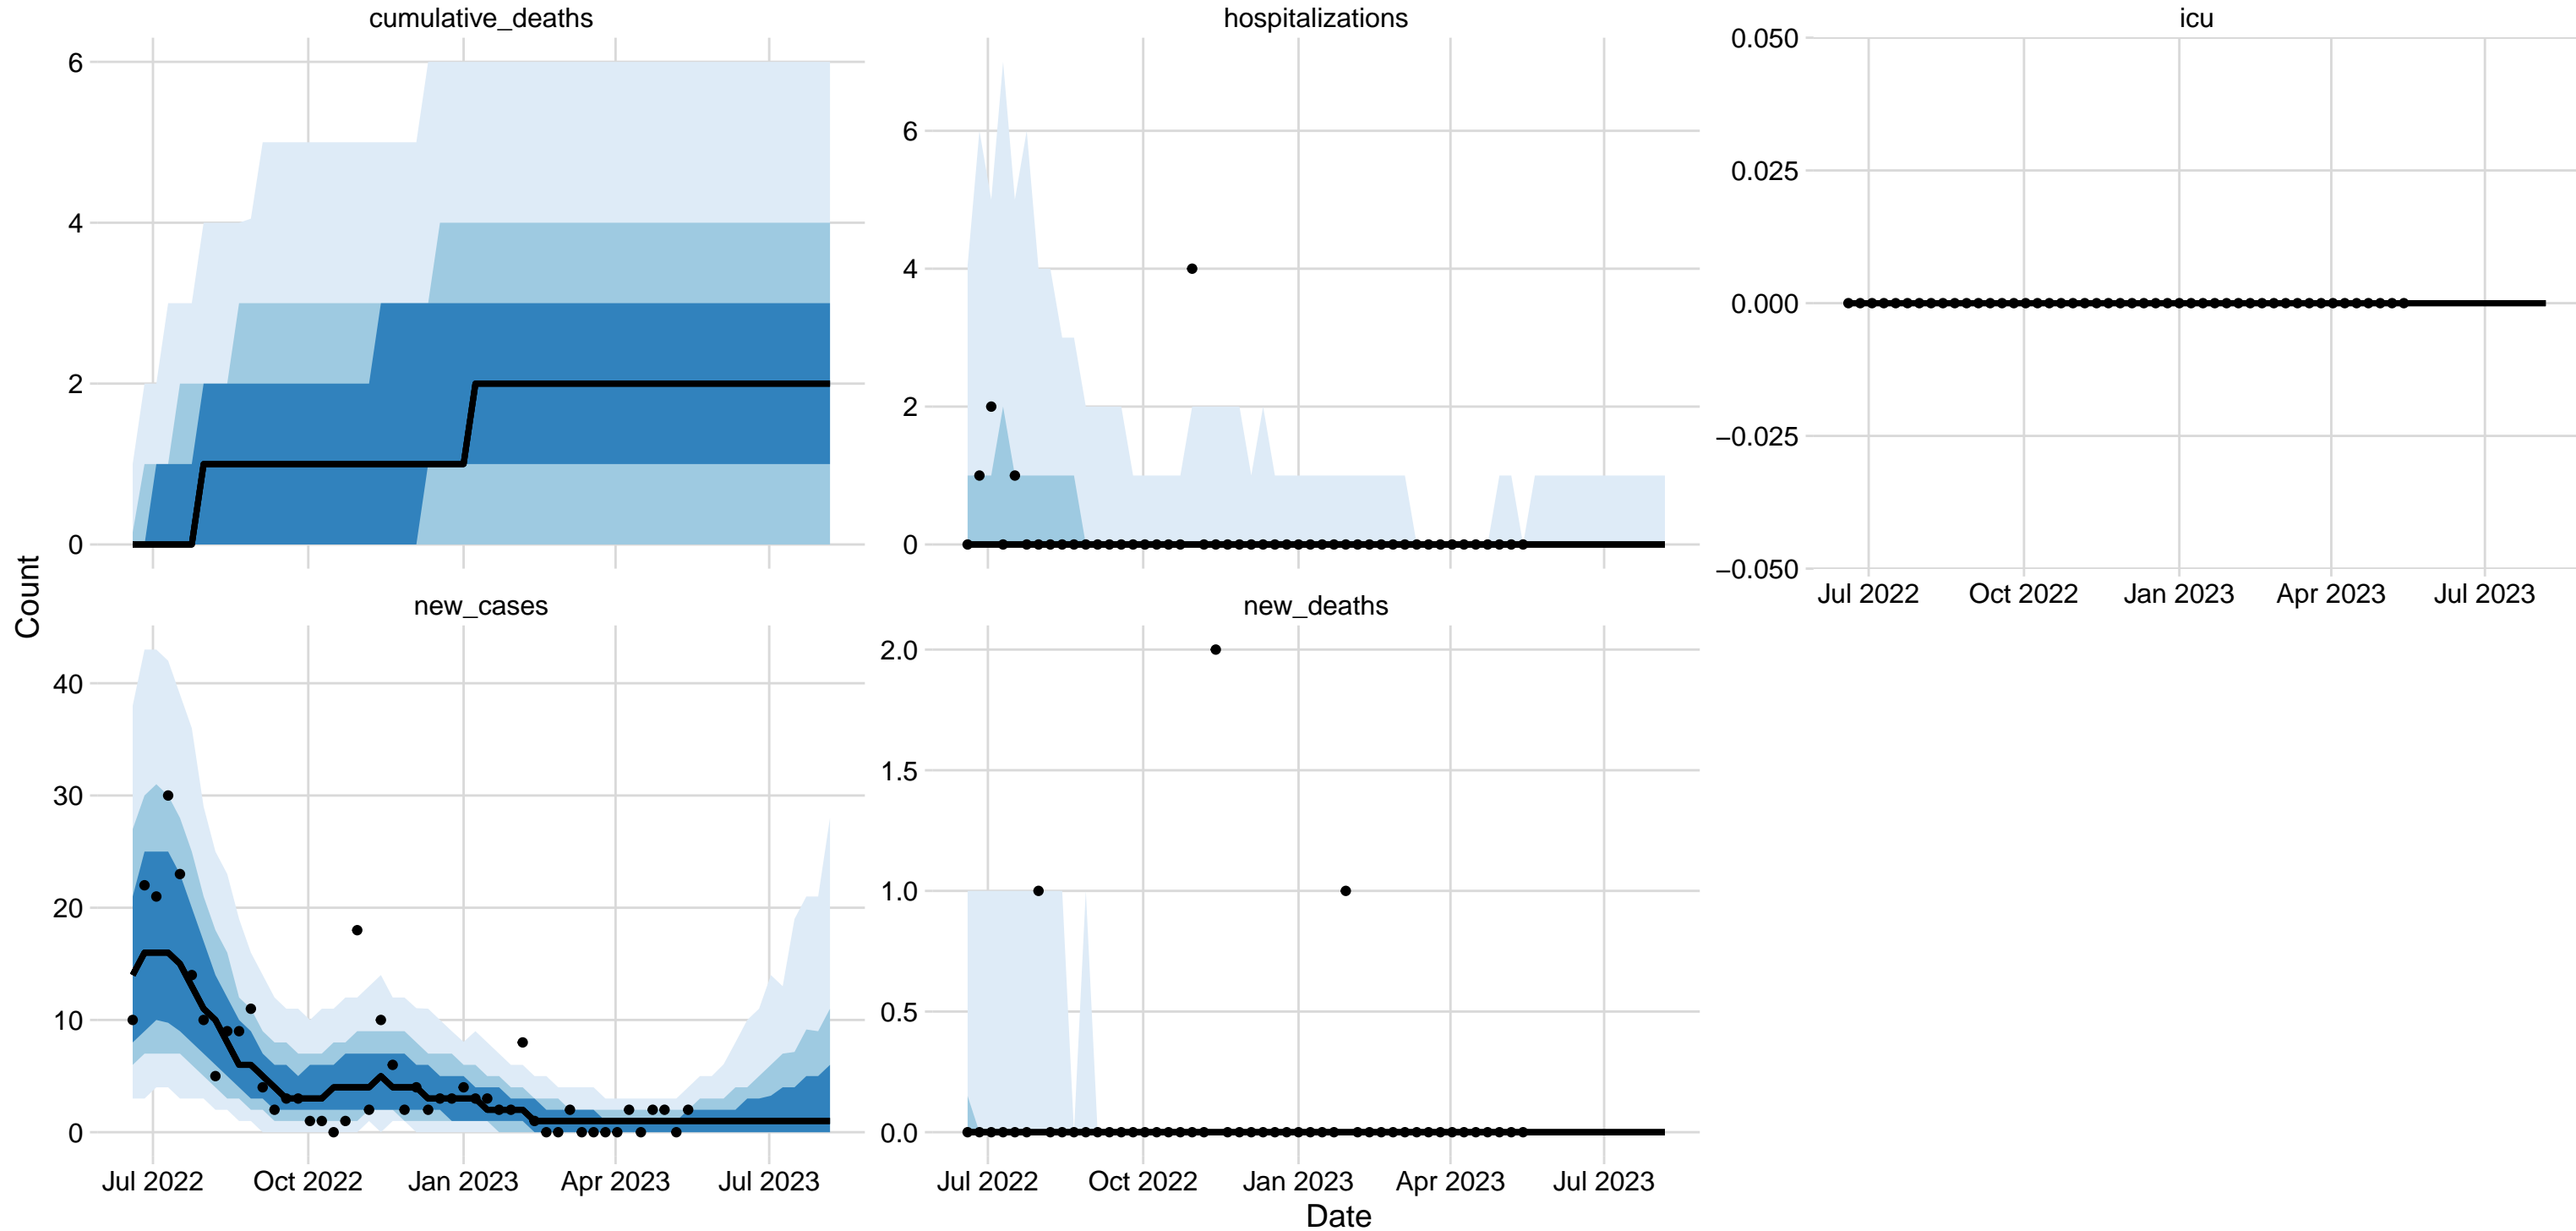 cumulative_deaths
hospitalizations
icu
6
4
2
0
6
4
2
0
0.050
0.025
0.000
−0.025
−0.050
Jul 2022
Oct 2022
Jan 2023
Apr 2023
Jul 2023
Count
new_cases
new_deaths
40
30
20
10
0
2.0
1.5
1.0
0.5
0.0
Jul 2022
Oct 2022
Jan 2023
Apr 2023
Jul 2023
Jul 2022
Oct 2022
Jan 2023
Apr 2023
Jul 2023
Date